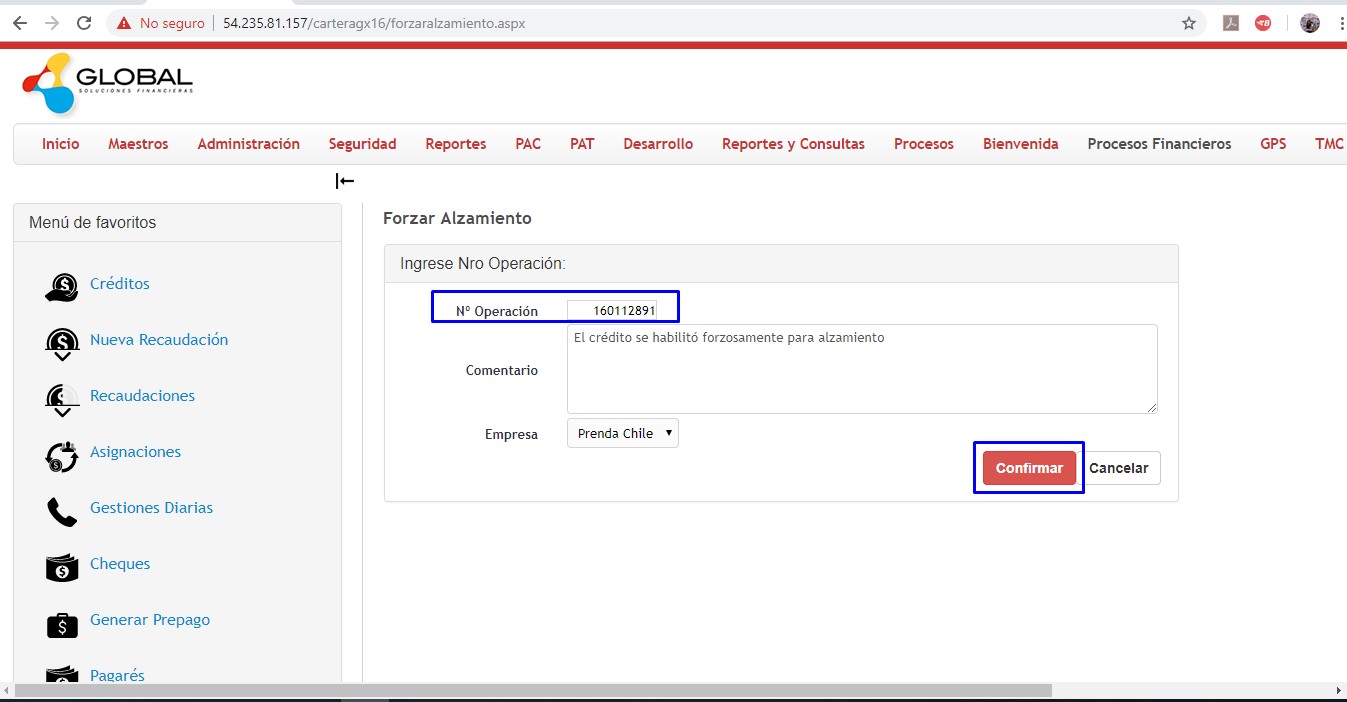 No seguro
54.235.81.157/carteragx16/forzaralzamiento.aspx
GLOBAL
SOLUCIONES FINANCIERAS
Inicio Maestros Administración Seguridad Reportes PAC PAT Desarrollo Reportes y Consultas Procesos Bienvenida Procesos Financieros GPS TMC
Menú de favoritos
Créditos
Nueva Recaudación
Recaudaciones
Asignaciones
Gestiones Diarias
Cheques
Generar Prepago
Pagarés
Forzar Alzamiento
Ingrese Nro Operación:
Nº Operación 160112891
Comentario El crédito se habilitó forzosamente para alzamiento
Empresa Prenda Chile
Confirmar Cancelar